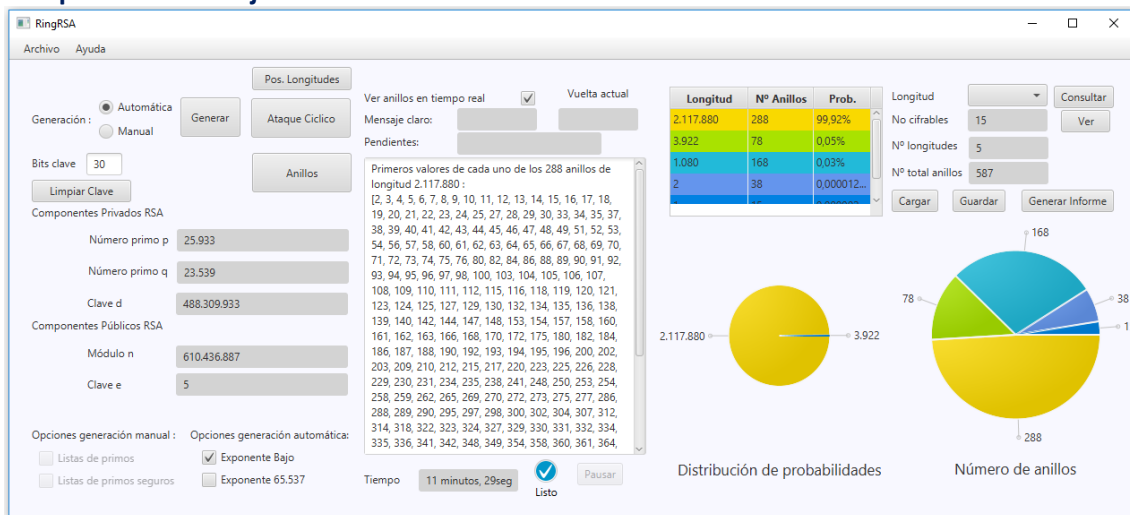 RingRSA
Archivo Ayuda
Pos. Longitudes
Generación :
Automática
Manual
Generar
Ataque Ciclico
Bits clave 30
Anillos
Limpiar Clave
Componentes Privados RSA
Número primo p 25.933
Número primo q 23.539
Clave d 488.309.933
Componentes Públicos RSA
Módulo n 610.436.887
Clave e 5
Opciones generación manual :
Listas de primos
Listas de primos seguros
Opciones generación automática:
Exponente Bajo
Exponente 65.537
Ver anillos en tiempo real
Vuelta actual
Mensaje claro:
Pendientes:
Primeros valores de cada uno de los 288 anillos de
longitud 2.117.880 :
[2, 3, 4, 5, 6, 7, 8, 9, 10, 11, 12, 13, 14, 15, 16, 17, 18,
19, 20, 21, 22, 23, 24, 25, 27, 28, 29, 30, 33, 34, 35, 37,
38, 39, 40, 41, 42, 43, 44, 45, 46, 47, 48, 49, 51, 52, 53,
54, 56, 57, 58, 60, 61, 62, 63, 64, 65, 66, 67, 68, 69, 70,
71, 72, 73, 74, 75, 76, 80, 82, 84, 86, 88, 89, 90, 91, 92,
93, 94, 95, 96, 97, 98, 100, 103, 104, 105, 106, 107,
108, 109, 110, 111, 112, 115, 116, 118, 119, 120, 121,
123, 124, 125, 127, 129, 130, 132, 134, 135, 136, 138,
139, 140, 142, 144, 147, 148, 153, 154, 157, 158, 160,
161, 162, 163, 166, 168, 170, 172, 175, 180, 182, 184,
186, 187, 188, 190, 192, 193, 194, 195, 196, 200, 202,
203, 209, 210, 212, 215, 217, 220, 223, 225, 226, 228,
229, 230, 231, 234, 235, 238, 241, 248, 250, 253, 254,
258, 259, 262, 265, 269, 270, 272, 273, 275, 277, 286,
288, 289, 290, 295, 297, 298, 300, 302, 304, 307, 312,
314, 318, 322, 323, 324, 327, 329, 330, 331, 332, 334,
335, 336, 341, 342, 348, 349, 354, 358, 360, 361, 364,
Tiempo 11 minutos, 29seg
Listo
Pausar
Longitud Nº Anillos Prob.
2.117.880 288 99,92%
3.922 78 0,05%
1.080 168 0,03%
2 38 0,000012...
Longitud
Consultar
No cifrables 15
Ver
Nº longitudes 5
Nº total anillos 587
Cargar Guardar Generar Informe
2.117.880
3.922
Distribución de probabilidades
168
78
38
288
Número de anillos